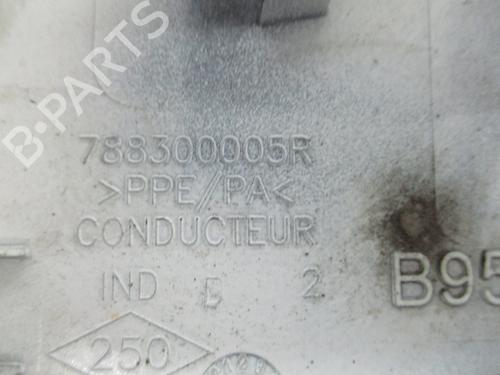 B-PARTS
788300005R
>PPE/PA<
CONDUCTEUR
IND D 2 B95
250